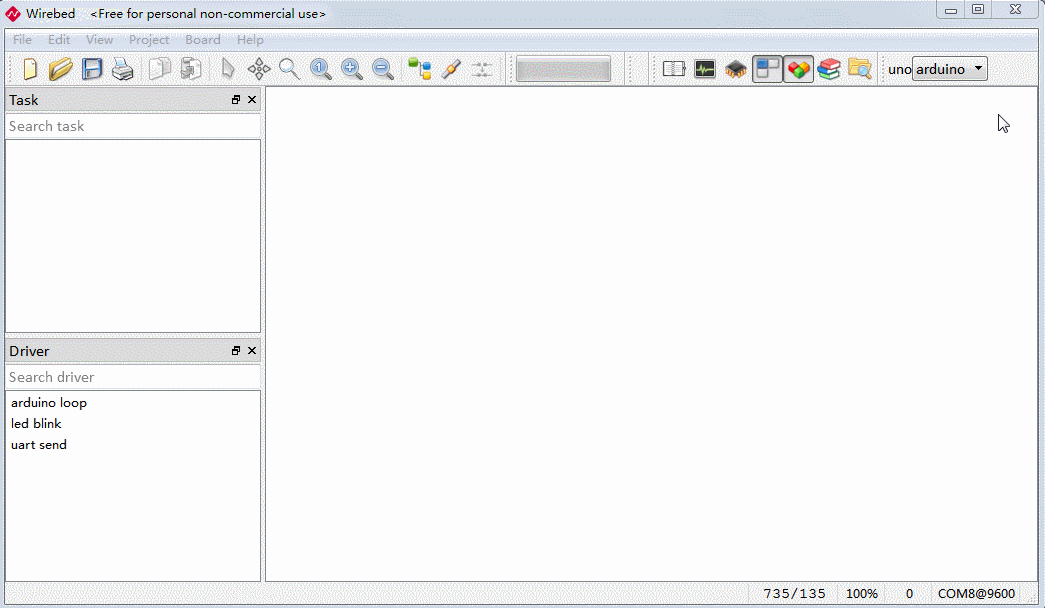 Wirebed <Free for personal non-commercial use>
File Edit View Project Board Help
uno arduino
Task
Search task
Driver
Search driver
arduino loop
led blink
uart send
735/135 100% 0 COM8@9600